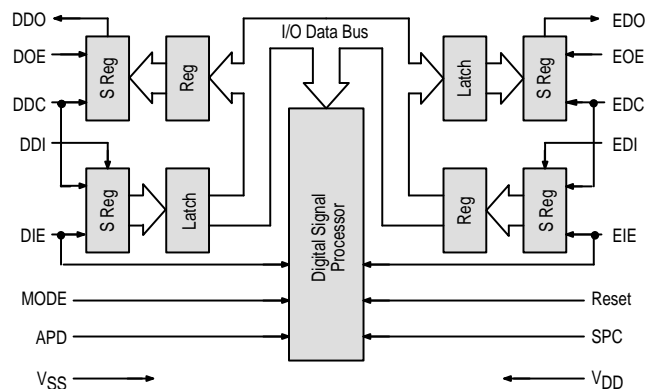 DDO
EDO
I/O Data Bus
DOE
S Reg
Reg
Latch
S Reg
EOE
DDC
EDC
DDI
EDI
S Reg
Latch
Digital Signal
Processor
Reg
S Reg
DIE
EIE
MODE
Reset
APD
SPC
VSS
VDD